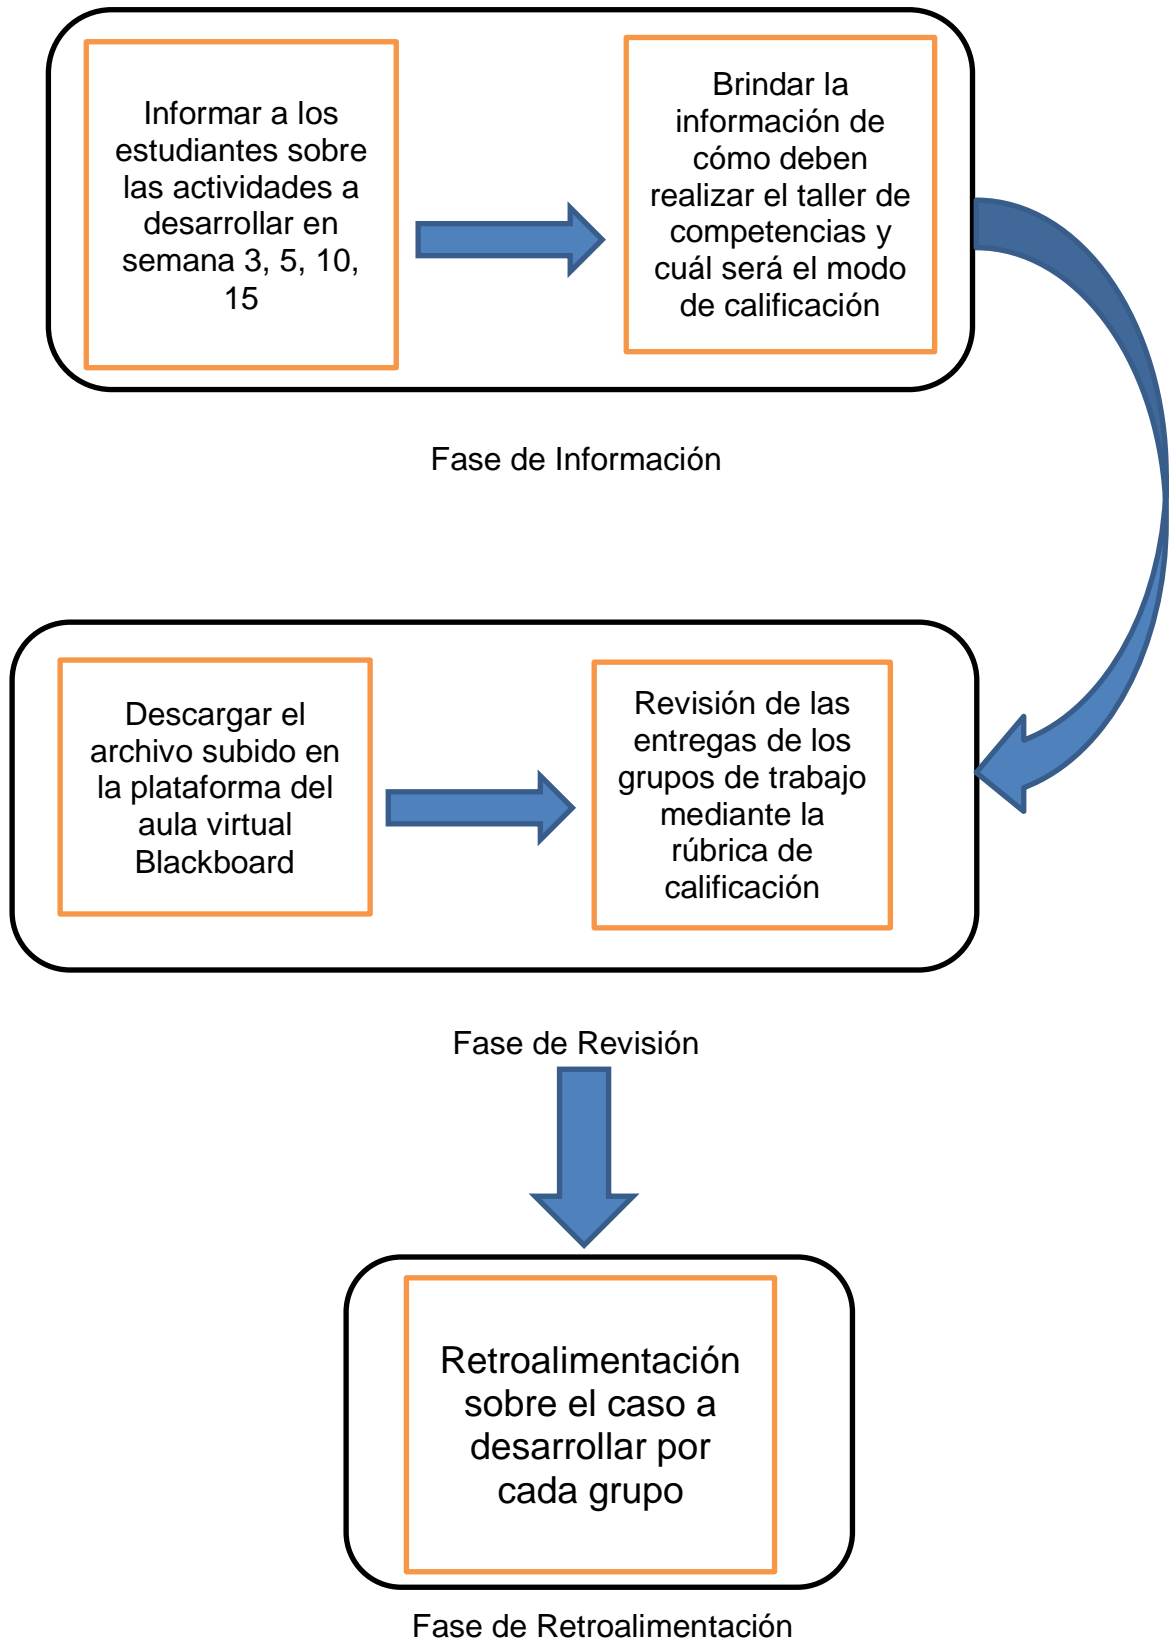 Informar a los
estudiantes sobre
las actividades a
desarrollar en
semana 3, 5, 10,
15
Brindar la
información de
cómo deben
realizar el taller de
competencias y
cuál será el modo
de calificación
Fase de Información
Descargar el
archivo subido en
la plataforma del
aula virtual
Blackboard
Revisión de las
entregas de los
grupos de trabajo
mediante la
rúbrica de
calificación
Fase de Revisión
Retroalimentación
sobre el caso a
desarrollar por
cada grupo
Fase de Retroalimentación